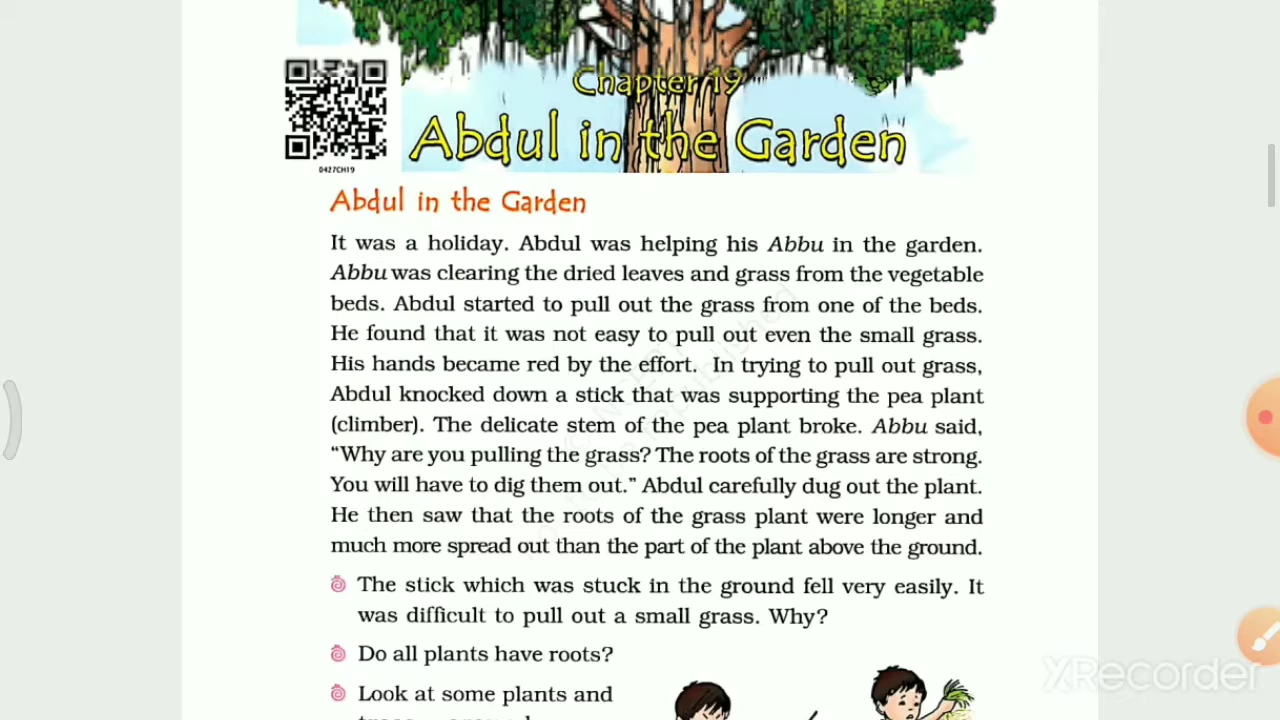 Chapter 19
Abdul in the Garden
0427CH19
Abdul in the Garden
It was a holiday. Abdul was helping his Abbu in the garden.
Abbu was clearing the dried leaves and grass from the vegetable
beds. Abdul started to pull out the grass from one of the beds.
He found that it was not easy to pull out even the small grass.
His hands became red by the effort. In trying to pull out grass,
Abdul knocked down a stick that was supporting the pea plant
(climber). The delicate stem of the pea plant broke. Abbu said,
“Why are you pulling the grass? The roots of the grass are strong.
You will have to dig them out.” Abdul carefully dug out the plant.
He then saw that the roots of the grass plant were longer and
much more spread out than the part of the plant above the ground.
The stick which was stuck in the ground fell very easily. It
was difficult to pull out a small grass. Why?
Do all plants have roots?
Look at some plants and
XRecorder